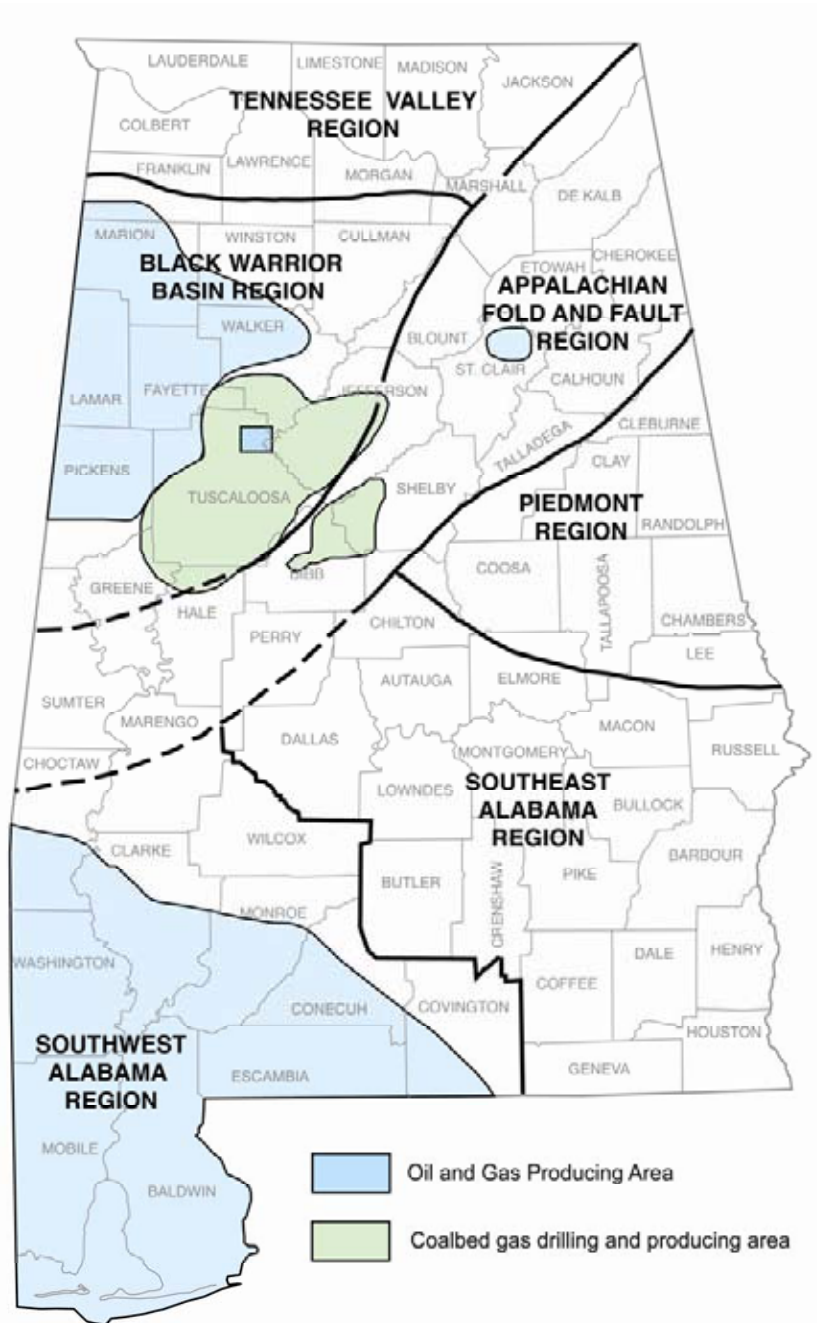 LAUDERDALE
LIMESTONE
MADISON
JACKSON
TENNESSEE VALLEY
REGION
COLBERT
FRANKLIN
LAWRENCE
MORGAN
MARSHALL
DE KALB
MARION
WINSTON
CULLMAN
CHEROKEE
ETOWAH
BLACK WARRIOR
BASIN REGION
APPALACHIAN
FOLD AND FAULT
REGION
WALKER
BLOUNT
ST. CLAIR
CALHOUN
LAMAR
FAYETTE
JEFFERSON
CLEBURNE
TALLADEGA
PICKENS
CLAY
TUSCALOOSA
SHELBY
PIEDMONT
REGION
RANDOLPH
COOSA
TALLAPOOSA
GREENE
BIBB
HALE
CHAMBERS
PERRY
CHILTON
LEE
AUTAUGA
ELMORE
SUMTER
MARENGO
MACON
DALLAS
MONTGOMERY
RUSSELL
CHOCTAW
LOWNDES
SOUTHEAST
ALABAMA
REGION
BULLOCK
CLARKE
WILCOX
BARBOUR
BUTLER
CRENSHAW
PIKE
MONROE
WASHINGTON
DALE
HENRY
COFFEE
CONECUH
COVINGTON
HOUSTON
SOUTHWEST
ALABAMA
REGION
ESCAMBIA
GENEVA
MOBILE
BALDWIN
Oil and Gas Producing Area
Coalbed gas drilling and producing area